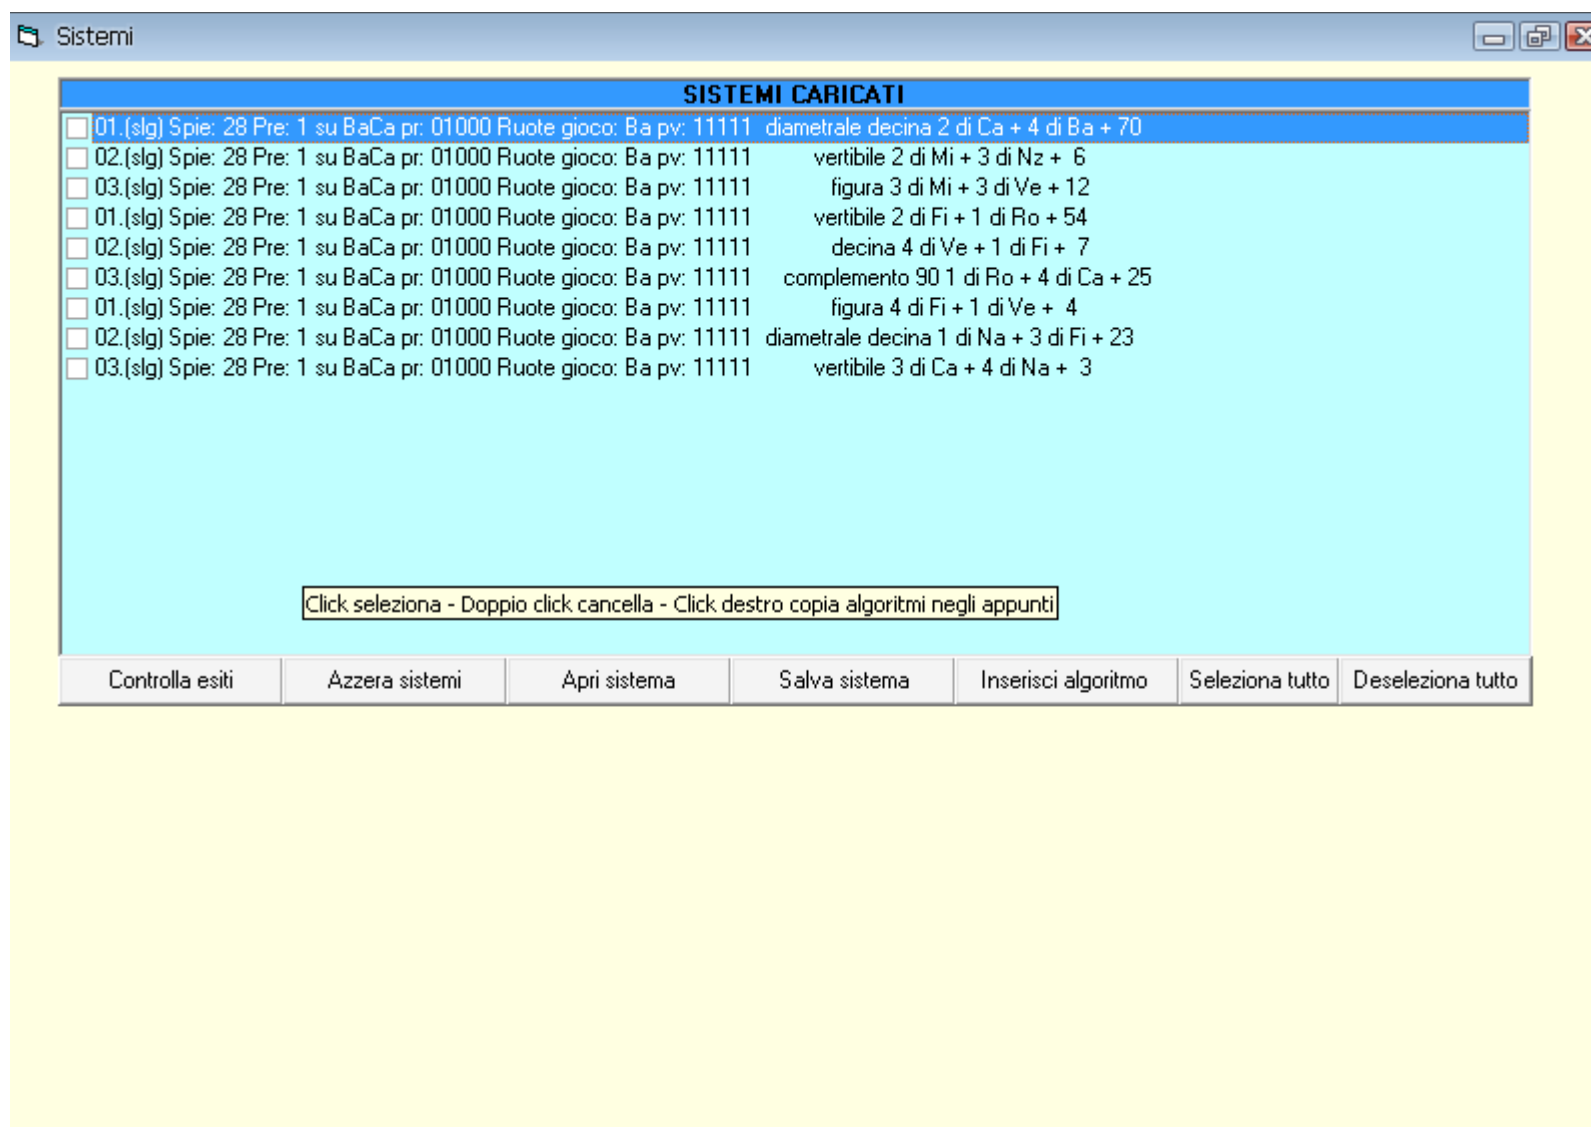 Sistemi
SISTEMI CARICATI
01.(slg) Spie: 28 Pre: 1 su BaCa pr: 01000 Ruote gioco: Ba pv: 11111 diametrale decina 2 di Ca + 4 di Ba + 70
02.(slg) Spie: 28 Pre: 1 su BaCa pr: 01000 Ruote gioco: Ba pv: 11111 vertibile 2 di Mi + 3 di Nz + 6
03.(slg) Spie: 28 Pre: 1 su BaCa pr: 01000 Ruote gioco: Ba pv: 11111 figura 3 di Mi + 3 di Ve + 12
01.(slg) Spie: 28 Pre: 1 su BaCa pr: 01000 Ruote gioco: Ba pv: 11111 vertibile 2 di Fi + 1 di Ro + 54
02.(slg) Spie: 28 Pre: 1 su BaCa pr: 01000 Ruote gioco: Ba pv: 11111 decina 4 di Ve + 1 di Fi + 7
03.(slg) Spie: 28 Pre: 1 su BaCa pr: 01000 Ruote gioco: Ba pv: 11111 complemento 90 1 di Ro + 4 di Ca + 25
01.(slg) Spie: 28 Pre: 1 su BaCa pr: 01000 Ruote gioco: Ba pv: 11111 figura 4 di Fi + 1 di Ve + 4
02.(slg) Spie: 28 Pre: 1 su BaCa pr: 01000 Ruote gioco: Ba pv: 11111 diametrale decina 1 di Na + 3 di Fi + 23
03.(slg) Spie: 28 Pre: 1 su BaCa pr: 01000 Ruote gioco: Ba pv: 11111 vertibile 3 di Ca + 4 di Na + 3
Click seleziona - Doppio click cancella - Click destro copia algoritmi negli appunti
Controlla esiti Azzera sistemi Apri sistema Salva sistema Inserisci algoritmo Seleziona tutto Deseleziona tutto